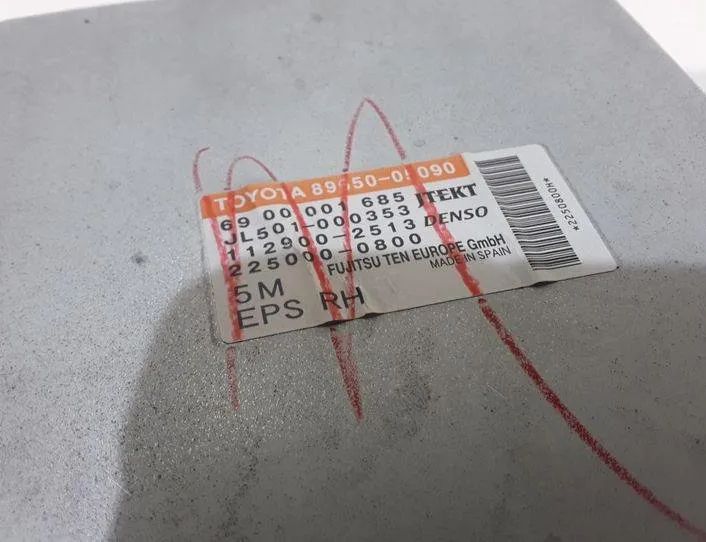 TOYOTA 89650-05090
69 00 001 685 JTEKT
JL501-000353
112900-2513 DENSO
225000-0800
FUJITSU TEN EUROPE GmbH
MADE IN SPAIN
5M
EPS RH
*2250800H*